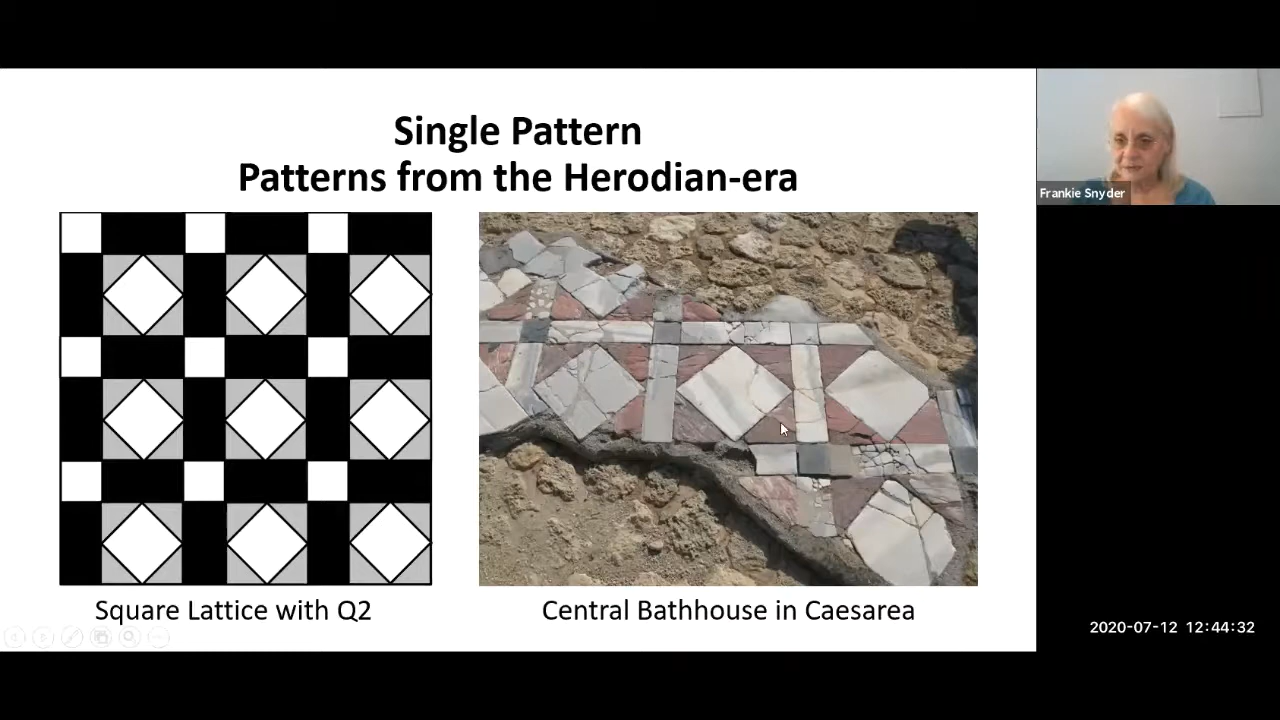 Single Pattern
Patterns from the Herodian-era
Square Lattice with Q2
Central Bathhouse in Caesarea
Frankie Snyder
2020-07-12 12:44:32